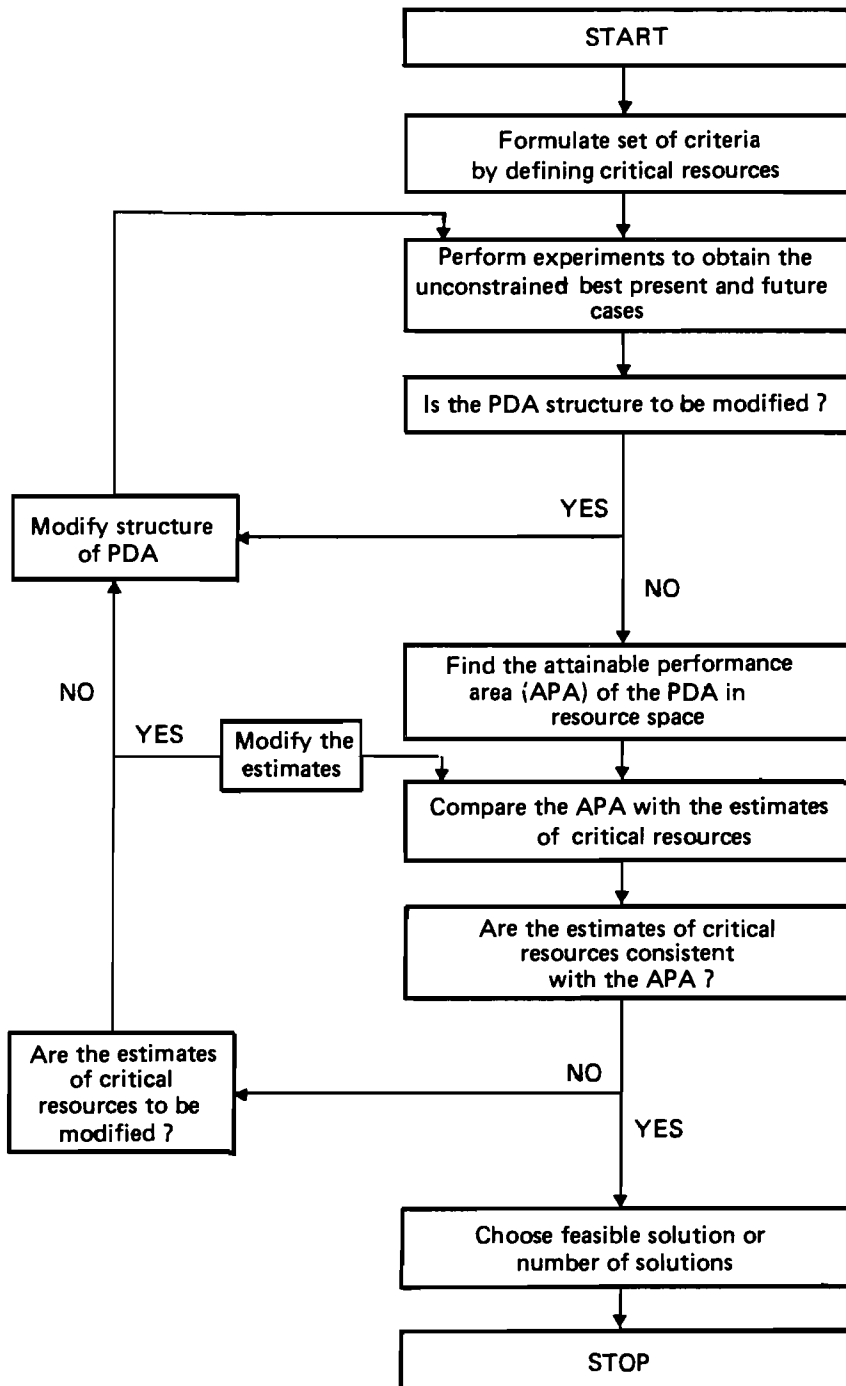 START
Formulate set of criteria
by defining critical resources
Perform experiments to obtain the
unconstrained best present and future
cases
Is the PDA structure to be modified ?
YES
Modify structure
of PDA
NO
Find the attainable performance
area (APA) of the PDA in
resource space
NO
YES
Modify the
estimates
Compare the APA with the estimates
of critical resources
Are the estimates of critical
resources consistent
with the APA ?
Are the estimates
of critical
resources to be
modified ?
NO
YES
Choose feasible solution or
number of solutions
STOP